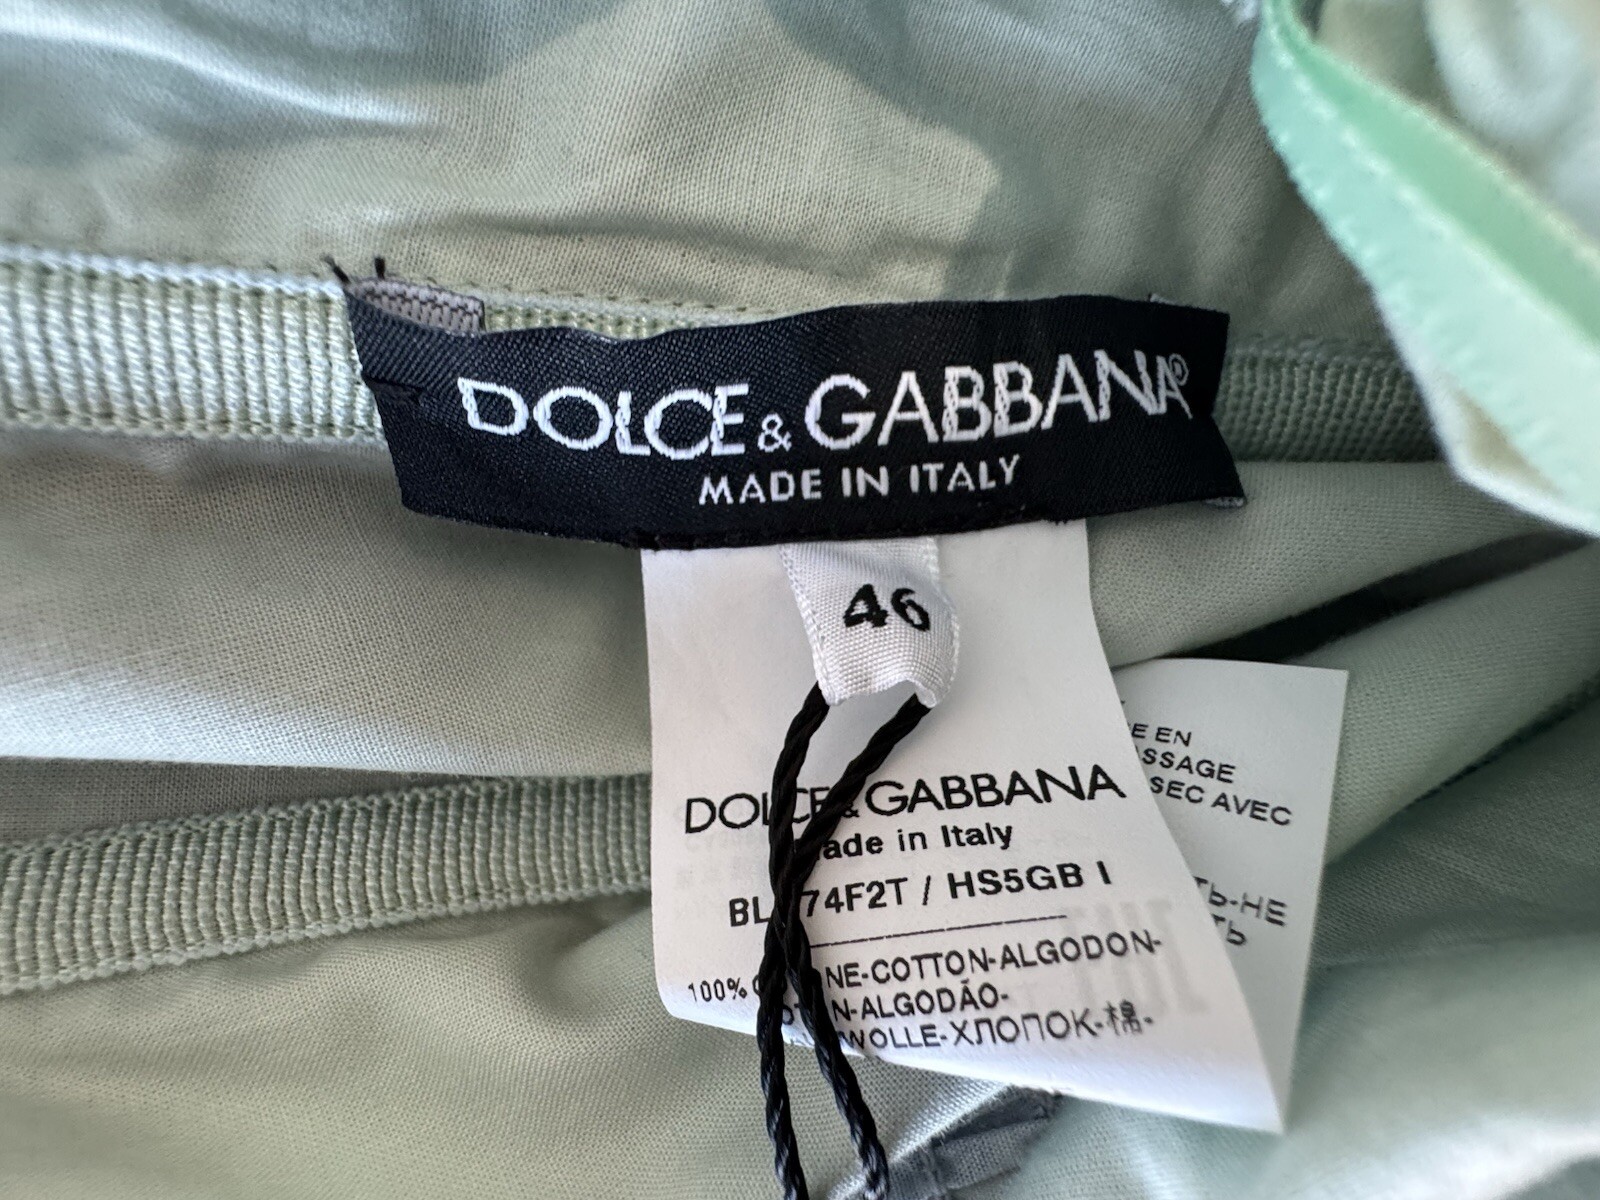 DOLCE & GABBANA®
MADE IN ITALY
46
DOLCE & GABBANA
made in Italy
74F2T / HS5GB I
100% NE-COTTON-ALGODON-
N-ALGODÃO-
WOLLE-ХЛОПОК-棉-
E EN
SSAGE
SEC AVEC
ТЬ-НЕ
ТЬ